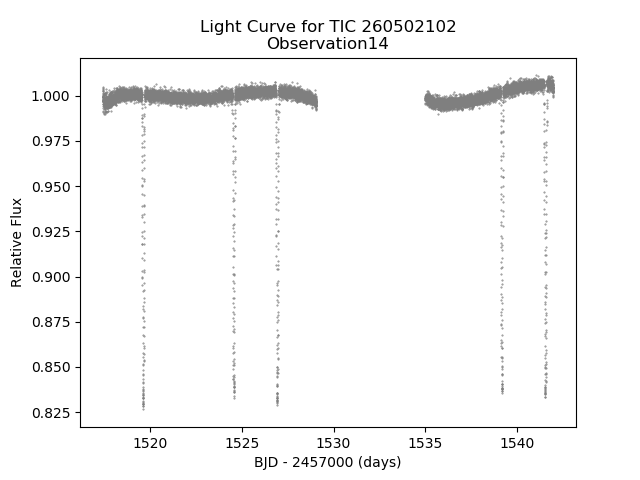 Light Curve for TIC 260502102
Observation14
1.000
0.975
0.950
0.925
0.900
0.875
0.850
0.825
Relative Flux
1520 1525 1530 1535 1540
BJD - 2457000 (days)